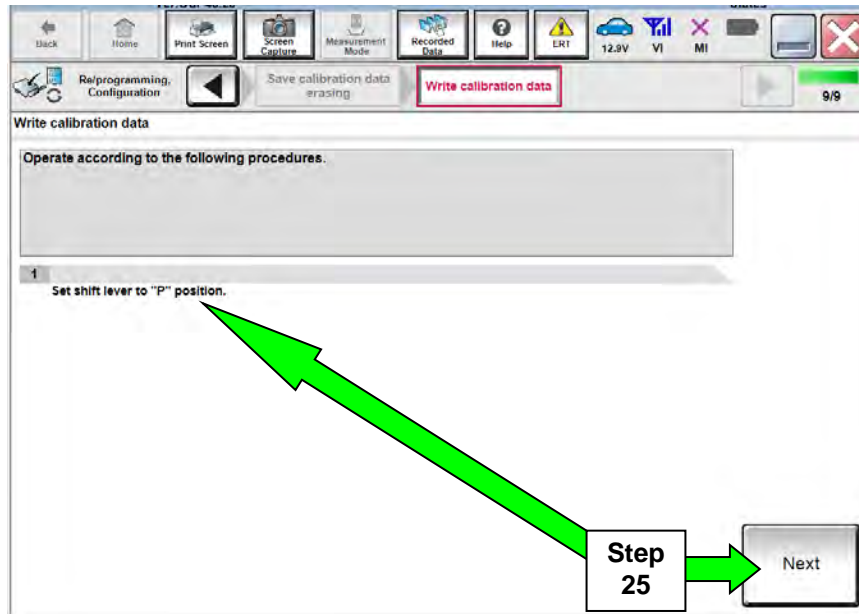 Back
Home
Print Screen
Screen
Capture
Measurement
Mode
Recorded
Data
Help
ERT
12.9V
VI
MI
Re/programming,
Configuration
Save calibration data
erasing
Write calibration data
9/9
Write calibration data
Operate according to the following procedures.
1
Set shift lever to "P" position.
Step
25
Next